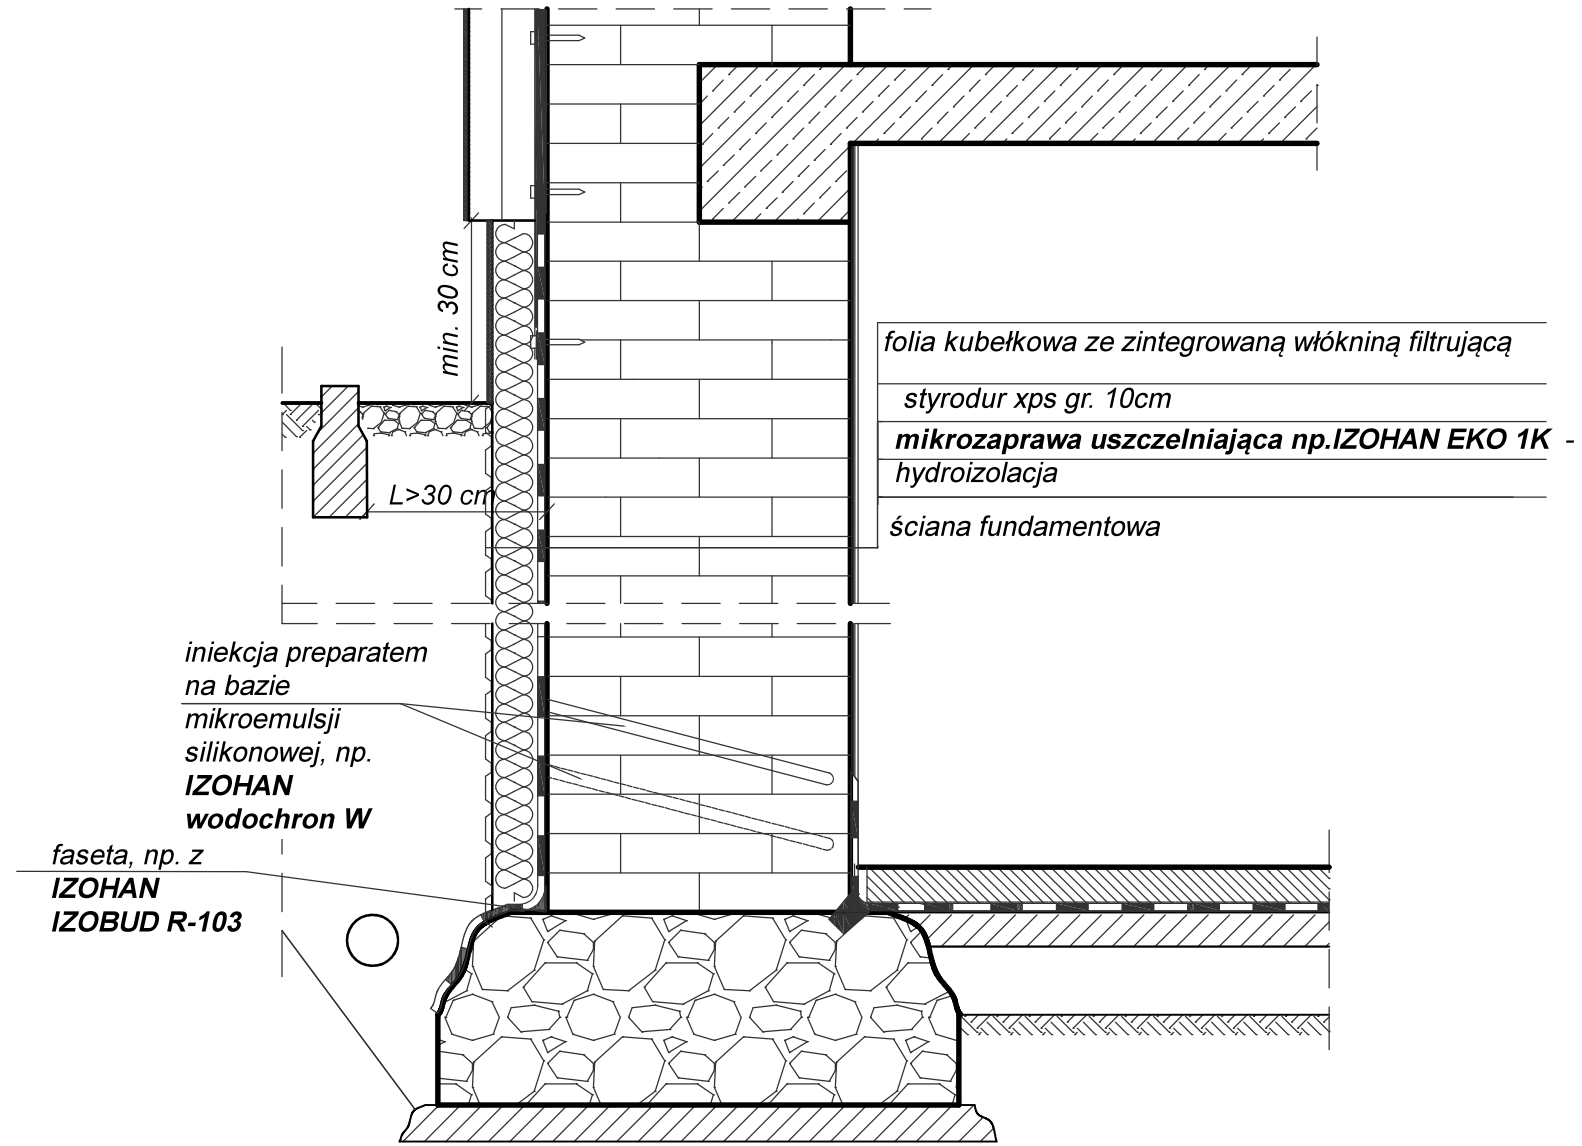 min. 30 cm
folia kubełkowa ze zintegrowaną włókniną filtrującą
styrodur xps gr. 10cm
mikrozaprawa uszczelniająca np.IZOHAN EKO 1K -
hydroizolacja
L>30 cm
ściana fundamentowa
iniekcja preparatem
na bazie
mikroemulsji
silikonowej, np.
IZOHAN
wodochron W
faseta, np. z
IZOHAN
IZOBUD R-103